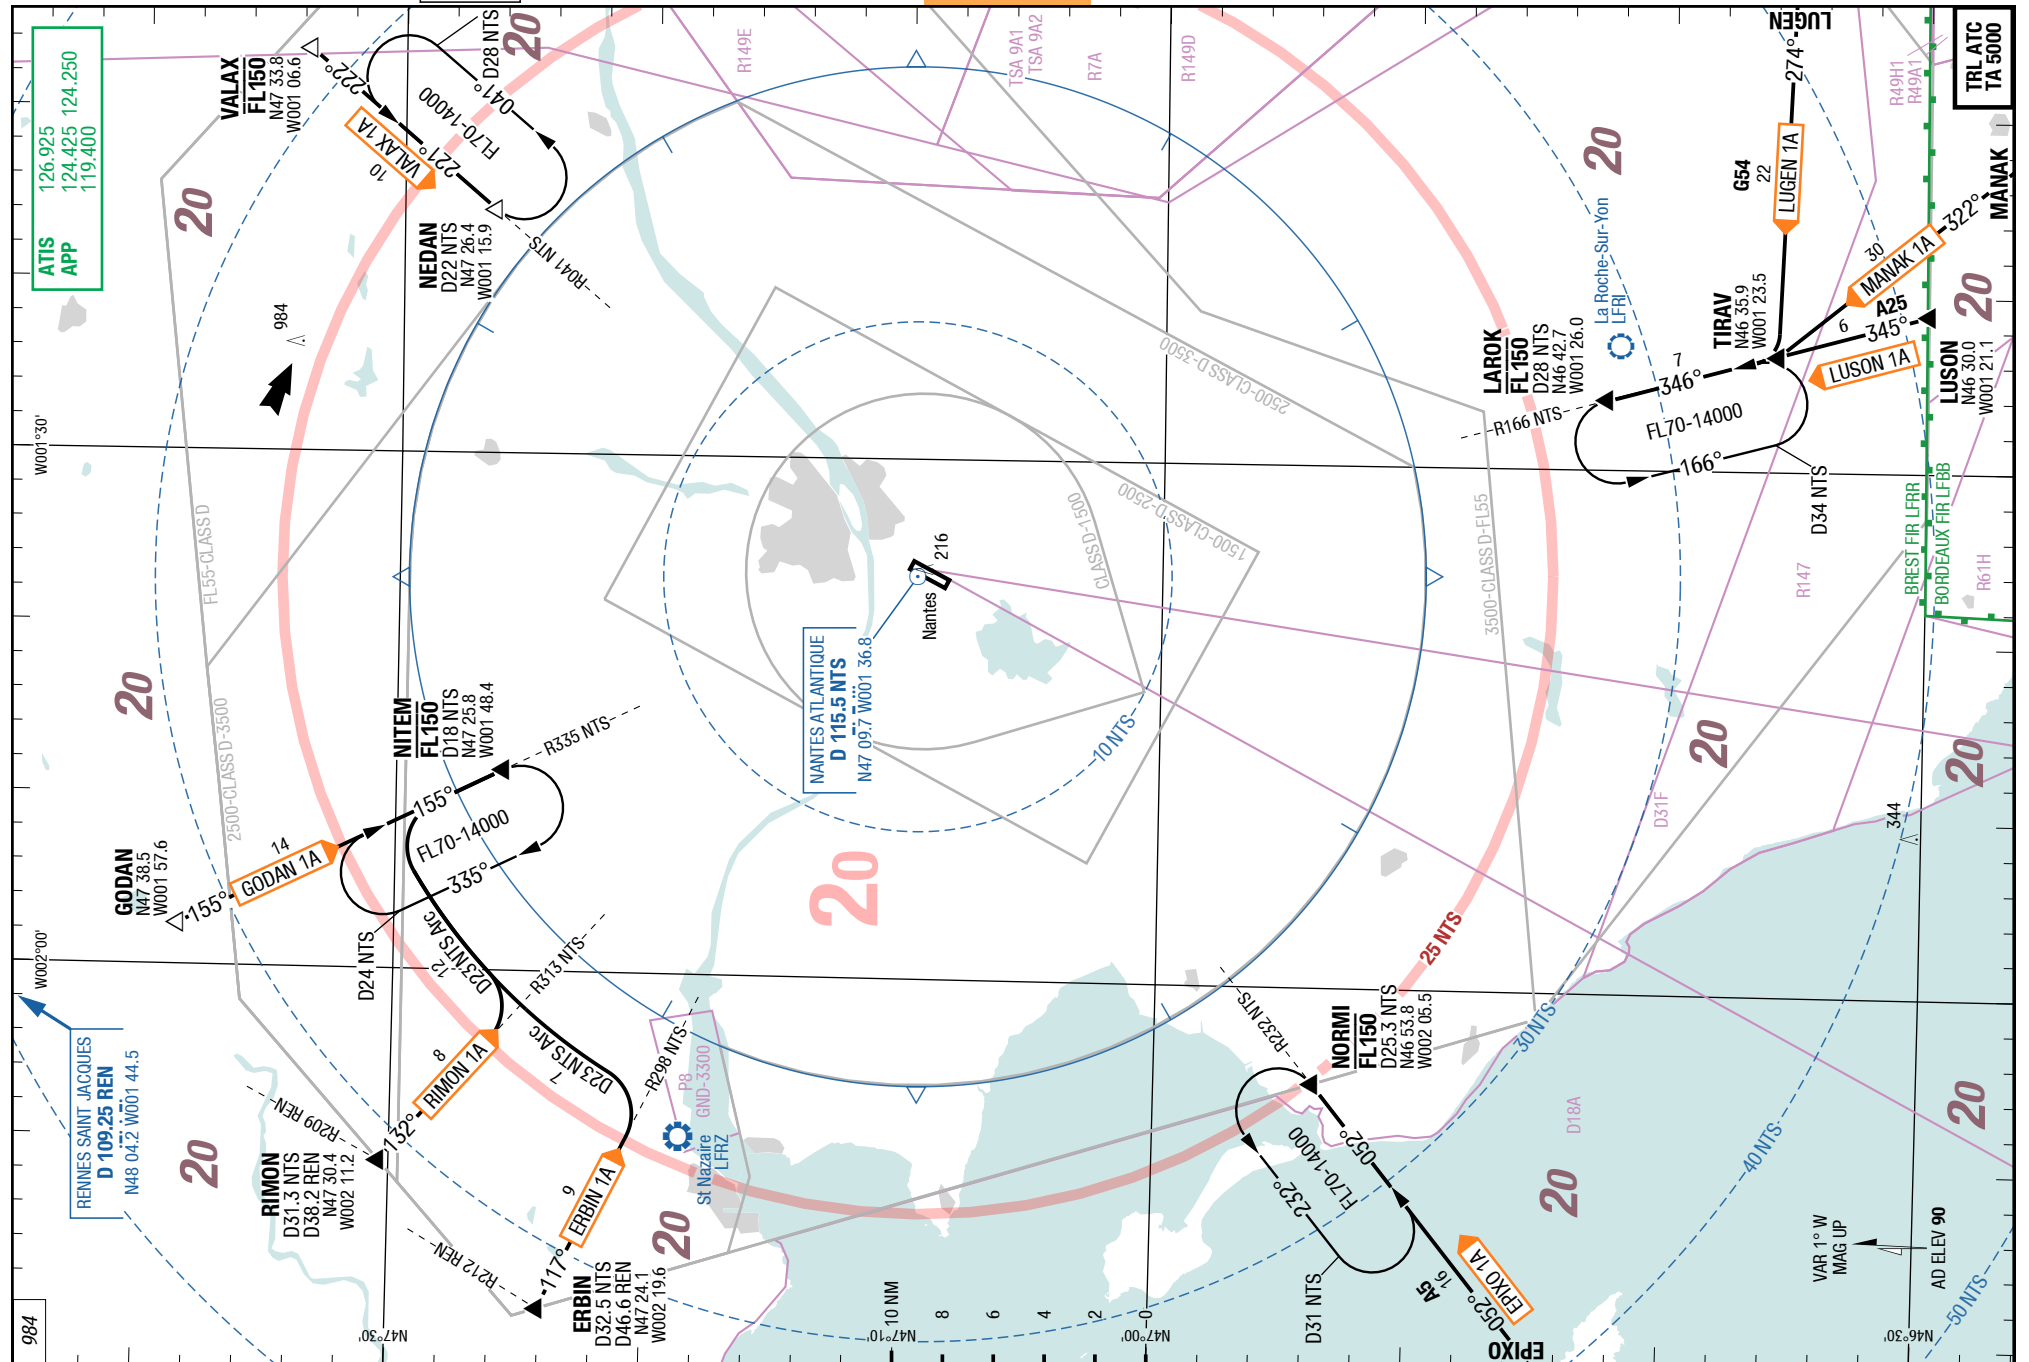 ATIS 126.925
APP 124.425 124.250
119.400
VALAX
FL150
N47 33.8
W001 06.6
222°
VALAX 1A
10
221°
FL70-14000
041°
D28 NTS
NEDAN
D22 NTS
N47 26.4
W001 15.9
R041 NTS
20
20
984
R149E
TSA 9A1
TSA 9A2
R7A
R149D
LUGEN
274°
LUGEN 1A
G54
22
R49H1
R49A1
TRL ATC
TA 5000
MANAK
322°
MANAK 1A
30
A25
6
345°
LUSON 1A
LUSON
N46 30.0
W001 21.1
TIRAV
N46 35.9
W001 23.5
La Roche-Sur-Yon
LFRI
20
20
LAROK
FL150
D28 NTS
N46 42.7
W001 26.0
7
346°
R166 NTS
FL70-14000
166°
D34 NTS
BREST FIR LFRR
BORDEAUX FIR LFBB
R61H
R147
W001°30'
FL55-CLASS D
2500-CLASS D-3500
2500-CLASS D-3500
CLASS D-1500
1500-CLASS D-2500
3500-CLASS D-FL55
216
Nantes
NANTES ATLANTIQUE
D 115.5 NTS
N47 09.7 W001 36.8
10 NTS
20
NITEM
FL150
D18 NTS
N47 25.8
W001 48.4
R335 NTS
155°
FL70-14000
335°
D24 NTS
GODAN
N47 38.5
W001 57.6
155°
GODAN 1A
14
20
D23 NTS Arc
12
R313 NTS
D23 NTS Arc
7
R298 NTS
W002°00'
RENNES SAINT JACQUES
D 109.25 REN
N48 04.2 W001 44.5
R209 REN
RIMON
D31.3 NTS
D38.2 REN
N47 30.4
W002 11.2
132°
RIMON 1A
8
20
R212 REN
ERBIN
D32.5 NTS
D46.6 REN
N47 24.1
W002 19.6
117°
ERBIN 1A
9
20
P8
GND-3300
St Nazaire
LFRZ
25 NTS
R232 NTS
NORMI
FL150
D25.3 NTS
N46 53.8
W002 05.5
052°
FL70-14000
232°
D31 NTS
A5
16
052°
EPIXO 1A
EPIXO
30 NTS
40 NTS
50 NTS
D31F
D18A
344
20
20
20
20
VAR 1° W
MAG UP
AD ELEV 90
984
N47°30'
N47°10'
N47°00'
N46°30'
10 NM
8
6
4
2
0